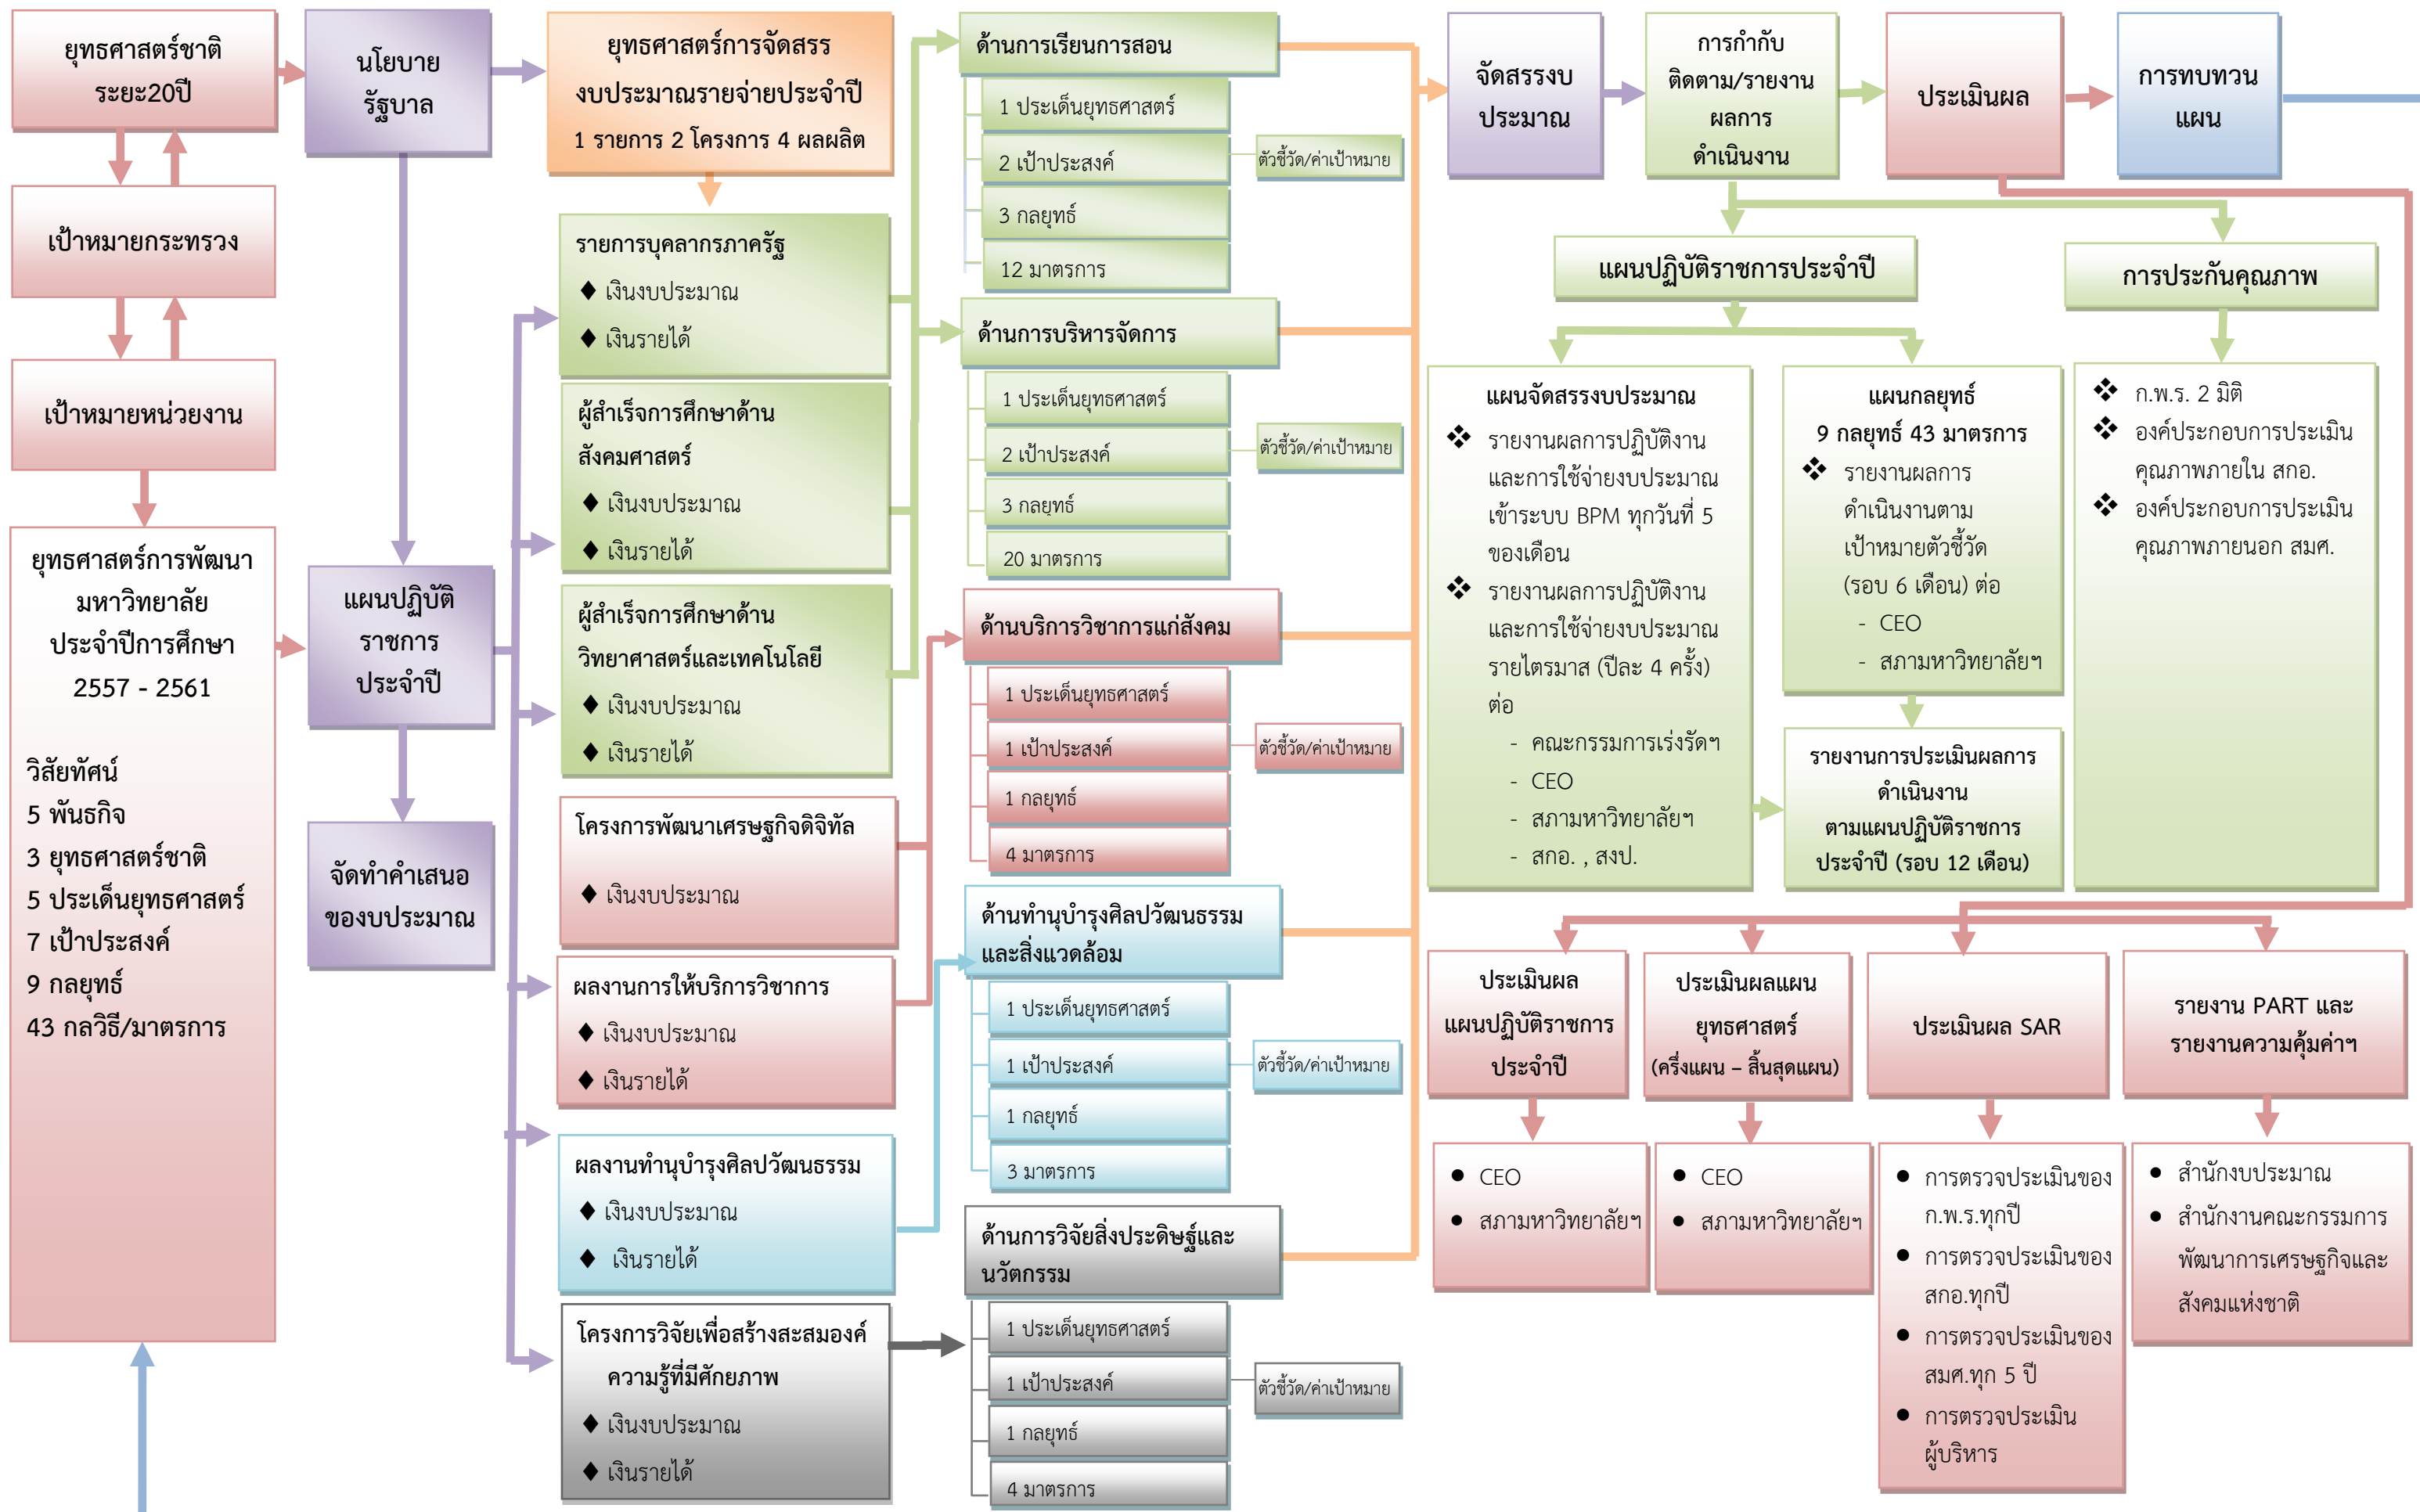 ยุทธศาสตร์ชาติ
ระยะ20ปี
เป้าหมายกระทรวง
เป้าหมายหน่วยงาน
ยุทธศาสตร์การพัฒนา
มหาวิทยาลัย
ประจำปีการศึกษา
2557 - 2561
วิสัยทัศน์
5 พันธกิจ
3 ยุทธศาสตร์ชาติ
5 ประเด็นยุทธศาสตร์
7 เป้าประสงค์
9 กลยุทธ์
43 กลวิธี/มาตรการ
นโยบาย
รัฐบาล
แผนปฏิบัติ
ราชการ
ประจำปี
จัดทำคำเสนอ
ของบประมาณ
ยุทธศาสตร์การจัดสรร
งบประมาณรายจ่ายประจำปี
1 รายการ 2 โครงการ 4 ผลผลิต
รายการบุคลากรภาครัฐ
♦ เงินงบประมาณ
♦ เงินรายได้
ผู้สำเร็จการศึกษาด้าน
สังคมศาสตร์
♦ เงินงบประมาณ
♦ เงินรายได้
ผู้สำเร็จการศึกษาด้าน
วิทยาศาสตร์และเทคโนโลยี
♦ เงินงบประมาณ
♦ เงินรายได้
โครงการพัฒนาเศรษฐกิจดิจิทัล
♦ เงินงบประมาณ
ผลงานการให้บริการวิชาการ
♦ เงินงบประมาณ
♦ เงินรายได้
ผลงานทำนุบำรุงศิลปวัฒนธรรม
♦ เงินงบประมาณ
♦ เงินรายได้
โครงการวิจัยเพื่อสร้างสะสมองค์
ความรู้ที่มีศักยภาพ
♦ เงินงบประมาณ
♦ เงินรายได้
ด้านการเรียนการสอน
1 ประเด็นยุทธศาสตร์
2 เป้าประสงค์
ตัวชี้วัด/ค่าเป้าหมาย
3 กลยุทธ์
12 มาตรการ
ด้านการบริหารจัดการ
1 ประเด็นยุทธศาสตร์
2 เป้าประสงค์
ตัวชี้วัด/ค่าเป้าหมาย
3 กลยุทธ์
20 มาตรการ
ด้านบริการวิชาการแก่สังคม
1 ประเด็นยุทธศาสตร์
1 เป้าประสงค์
ตัวชี้วัด/ค่าเป้าหมาย
1 กลยุทธ์
4 มาตรการ
ด้านทำนุบำรุงศิลปวัฒนธรรม
และสิ่งแวดล้อม
1 ประเด็นยุทธศาสตร์
1 เป้าประสงค์
ตัวชี้วัด/ค่าเป้าหมาย
1 กลยุทธ์
3 มาตรการ
ด้านการวิจัยสิ่งประดิษฐ์และ
นวัตกรรม
1 ประเด็นยุทธศาสตร์
1 เป้าประสงค์
ตัวชี้วัด/ค่าเป้าหมาย
1 กลยุทธ์
4 มาตรการ
จัดสรรงบ
ประมาณ
การกำกับ
ติดตาม/รายงาน
ผลการ
ดำเนินงาน
ประเมินผล
การทบทวน
แผน
แผนปฏิบัติราชการประจำปี
การประกันคุณภาพ
แผนจัดสรรงบประมาณ
❖ รายงานผลการปฏิบัติงาน
และการใช้จ่ายงบประมาณ
เข้าระบบ BPM ทุกวันที่ 5
ของเดือน
❖ รายงานผลการปฏิบัติงาน
และการใช้จ่ายงบประมาณ
รายไตรมาส (ปีละ 4 ครั้ง)
ต่อ
- คณะกรรมการเร่งรัดฯ
- CEO
- สภามหาวิทยาลัยฯ
- สกอ. , สงป.
แผนกลยุทธ์
9 กลยุทธ์ 43 มาตรการ
❖ รายงานผลการ
ดำเนินงานตาม
เป้าหมายตัวชี้วัด
(รอบ 6 เดือน) ต่อ
- CEO
- สภามหาวิทยาลัยฯ
รายงานการประเมินผลการ
ดำเนินงาน
ตามแผนปฏิบัติราชการ
ประจำปี (รอบ 12 เดือน)
❖ ก.พ.ร. 2 มิติ
❖ องค์ประกอบการประเมิน
คุณภาพภายใน สกอ.
❖ องค์ประกอบการประเมิน
คุณภาพภายนอก สมศ.
ประเมินผล
แผนปฏิบัติราชการ
ประจำปี
ประเมินผลแผน
ยุทธศาสตร์
(ครึ่งแผน – สิ้นสุดแผน)
ประเมินผล SAR
รายงาน PART และ
รายงานความคุ้มค่าฯ
● CEO
● สภามหาวิทยาลัยฯ
● CEO
● สภามหาวิทยาลัยฯ
● การตรวจประเมินของ
ก.พ.ร.ทุกปี
● การตรวจประเมินของ
สกอ.ทุกปี
● การตรวจประเมินของ
สมศ.ทุก 5 ปี
● การตรวจประเมิน
ผู้บริหาร
● สำนักงบประมาณ
● สำนักงานคณะกรรมการ
พัฒนาการเศรษฐกิจและ
สังคมแห่งชาติ